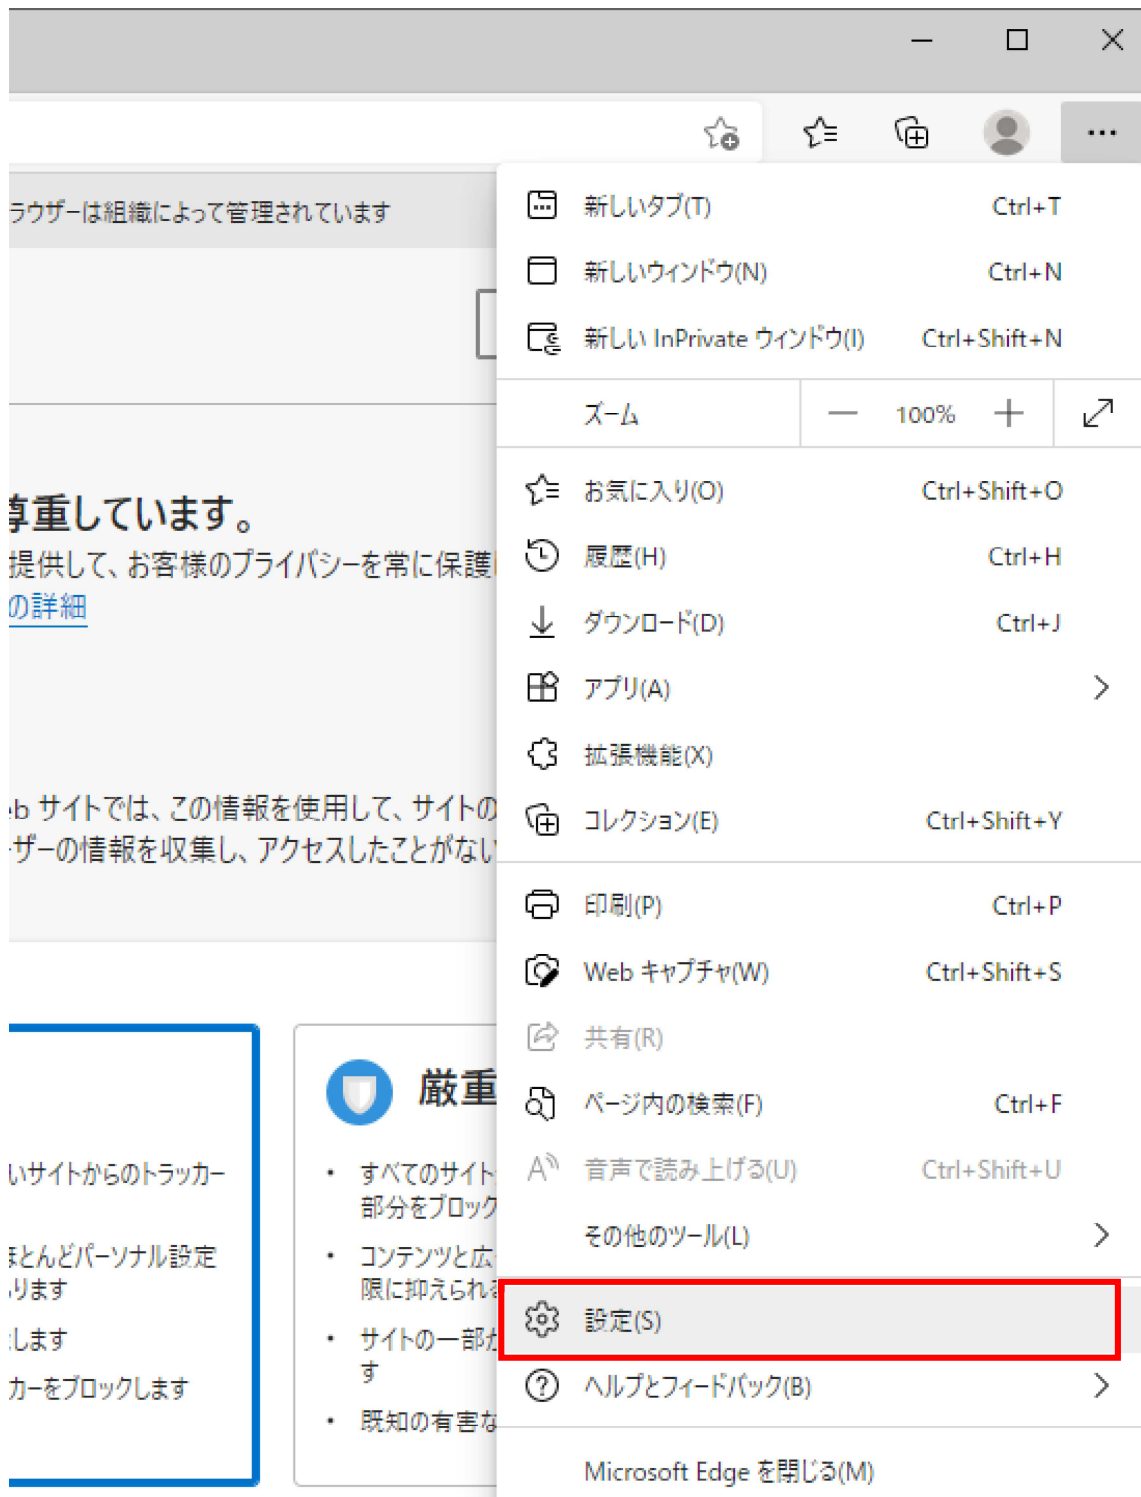 ラウザーは組織によって管理されています
尊重しています。
提供して、お客様のプライバシーを常に保護
の詳細
eb サイトでは、この情報を使用して、サイトの
ーザーの情報を収集し、アクセスしたことがない
いサイトからのトラッカー
ほとんどパーソナル設定
ります
します
カーをブロックします
厳重
・ すべてのサイト
部分をブロック
・ コンテンツと広
限に抑えられ
・ サイトの一部が
す
・ 既知の有害な
新しいタブ(T) Ctrl+T
新しいウィンドウ(N) Ctrl+N
新しい InPrivate ウィンドウ(I) Ctrl+Shift+N
ズーム 100%
お気に入り(O) Ctrl+Shift+O
履歴(H) Ctrl+H
ダウンロード(D) Ctrl+J
アプリ(A)
拡張機能(X)
コレクション(E) Ctrl+Shift+Y
印刷(P) Ctrl+P
Web キャプチャ(W) Ctrl+Shift+S
共有(R)
ページ内の検索(F) Ctrl+F
音声で読み上げる(U) Ctrl+Shift+U
その他のツール(L)
設定(S)
ヘルプとフィードバック(B)
Microsoft Edge を閉じる(M)